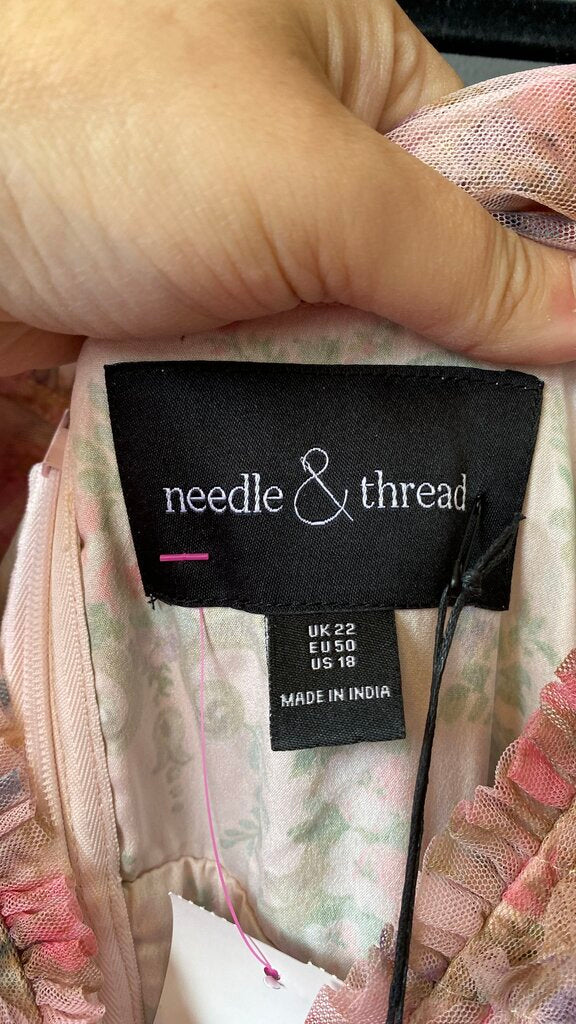 needle & thread
UK 22
EU 50
US 18
MADE IN INDIA